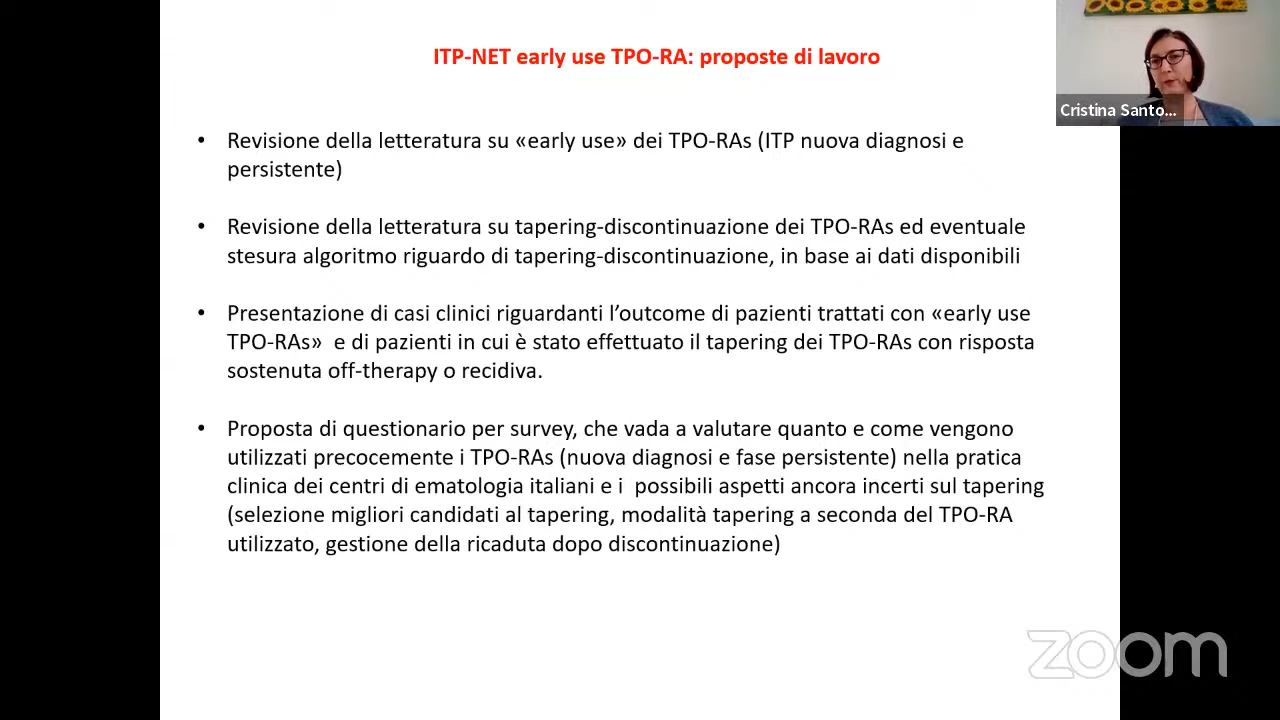 ITP-NET early use TPO-RA: proposte di lavoro
Cristina Santo...
• Revisione della letteratura su «early use» dei TPO-RAs (ITP nuova diagnosi e
persistente)
• Revisione della letteratura su tapering-discontinuazione dei TPO-RAs ed eventuale
stesura algoritmo riguardo di tapering-discontinuazione, in base ai dati disponibili
• Presentazione di casi clinici riguardanti l’outcome di pazienti trattati con «early use
TPO-RAs» e di pazienti in cui è stato effettuato il tapering dei TPO-RAs con risposta
sostenuta off-therapy o recidiva.
• Proposta di questionario per survey, che vada a valutare quanto e come vengono
utilizzati precocemente i TPO-RAs (nuova diagnosi e fase persistente) nella pratica
clinica dei centri di ematologia italiani e i possibili aspetti ancora incerti sul tapering
(selezione migliori candidati al tapering, modalità tapering a seconda del TPO-RA
utilizzato, gestione della ricaduta dopo discontinuazione)
zoom